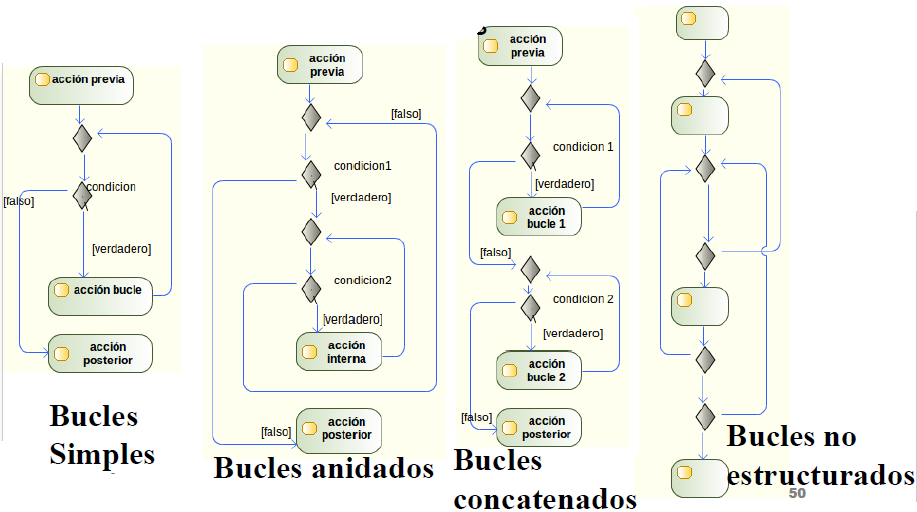 acción previa
condicion
[falso]
[verdadero]
acción bucle
acción
posterior
Bucles
Simples
acción
previa
[falso]
condicion1
[verdadero]
condicion2
[verdadero]
acción
interna
[falso]
acción
posterior
Bucles anidados
acción
previa
condicion 1
[verdadero]
acción
bucle 1
[falso]
condicion 2
[verdadero]
acción
bucle 2
[falso]
acción
posterior
Bucles
concatenados
Bucles no
estructurados
50